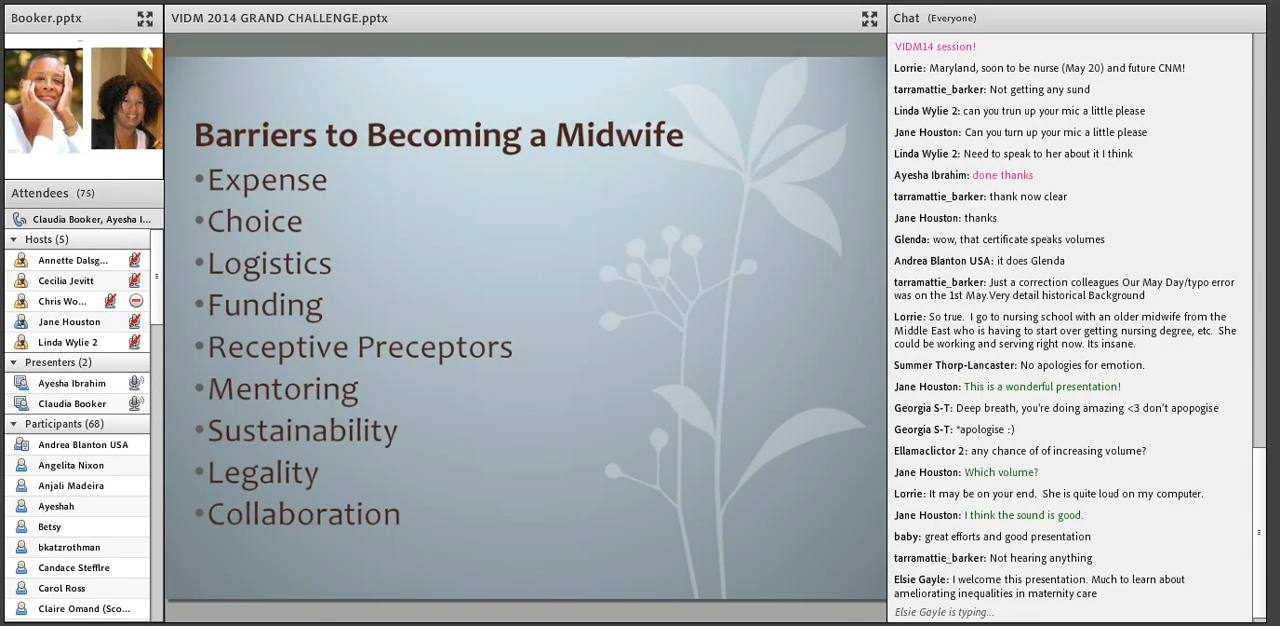 Booker.pptx
Attendees (75)
Claudia Booker, Ayesha I...
Hosts (5)
Annette Dalsg...
Cecilia Jevitt
Chris Wo...
Jane Houston
Linda Wylie 2
Presenters (2)
Ayesha Ibrahim
Claudia Booker
Participants (68)
Andrea Blanton USA
Angelita Nixon
Anjali Madeira
Ayeshah
Betsy
bkatzrothman
Candace Steffire
Carol Ross
Claire Omand (Sco...
VIDM 2014 GRAND CHALLENGE.pptx
Barriers to Becoming a Midwife
•Expense
•Choice
•Logistics
•Funding
•Receptive Preceptors
•Mentoring
•Sustainability
•Legality
•Collaboration
Chat (Everyone)
VIDM14 session!
Lorrie: Maryland, soon to be nurse (May 20) and future CNM!
tarramattie_barker: Not getting any sund
Linda Wylie 2: can you trun up your mic a little please
Jane Houston: Can you turn up your mic a little please
Linda Wylie 2: Need to speak to her about it I think
Ayesha Ibrahim: done thanks
tarramattie_barker: thank now clear
Jane Houston: thanks
Glenda: wow, that certificate speaks volumes
Andrea Blanton USA: it does Glenda
tarramattie_barker: Just a correction colleagues Our May Day/typo error
was on the 1st May.Very detail historical Background
Lorrie: So true. I go to nursing school with an older midwife from the
Middle East who is having to start over getting nursing degree, etc. She
could be working and serving right now. Its insane.
Summer Thorp-Lancaster: No apologies for emotion.
Jane Houston: This is a wonderful presentation!
Georgia S-T: Deep breath, you're doing amazing <3 don't apopogise
Georgia S-T: *apologise :)
Ellamaclictor 2: any chance of of increasing volume?
Jane Houston: Which volume?
Lorrie: It may be on your end. She is quite loud on my computer.
Jane Houston: I think the sound is good.
baby: great efforts and good presentation
tarramattie_barker: Not hearing anything
Elsie Gayle: I welcome this presentation. Much to learn about
ameliorating inequalities in maternity care
Elsie Gayle is typing...